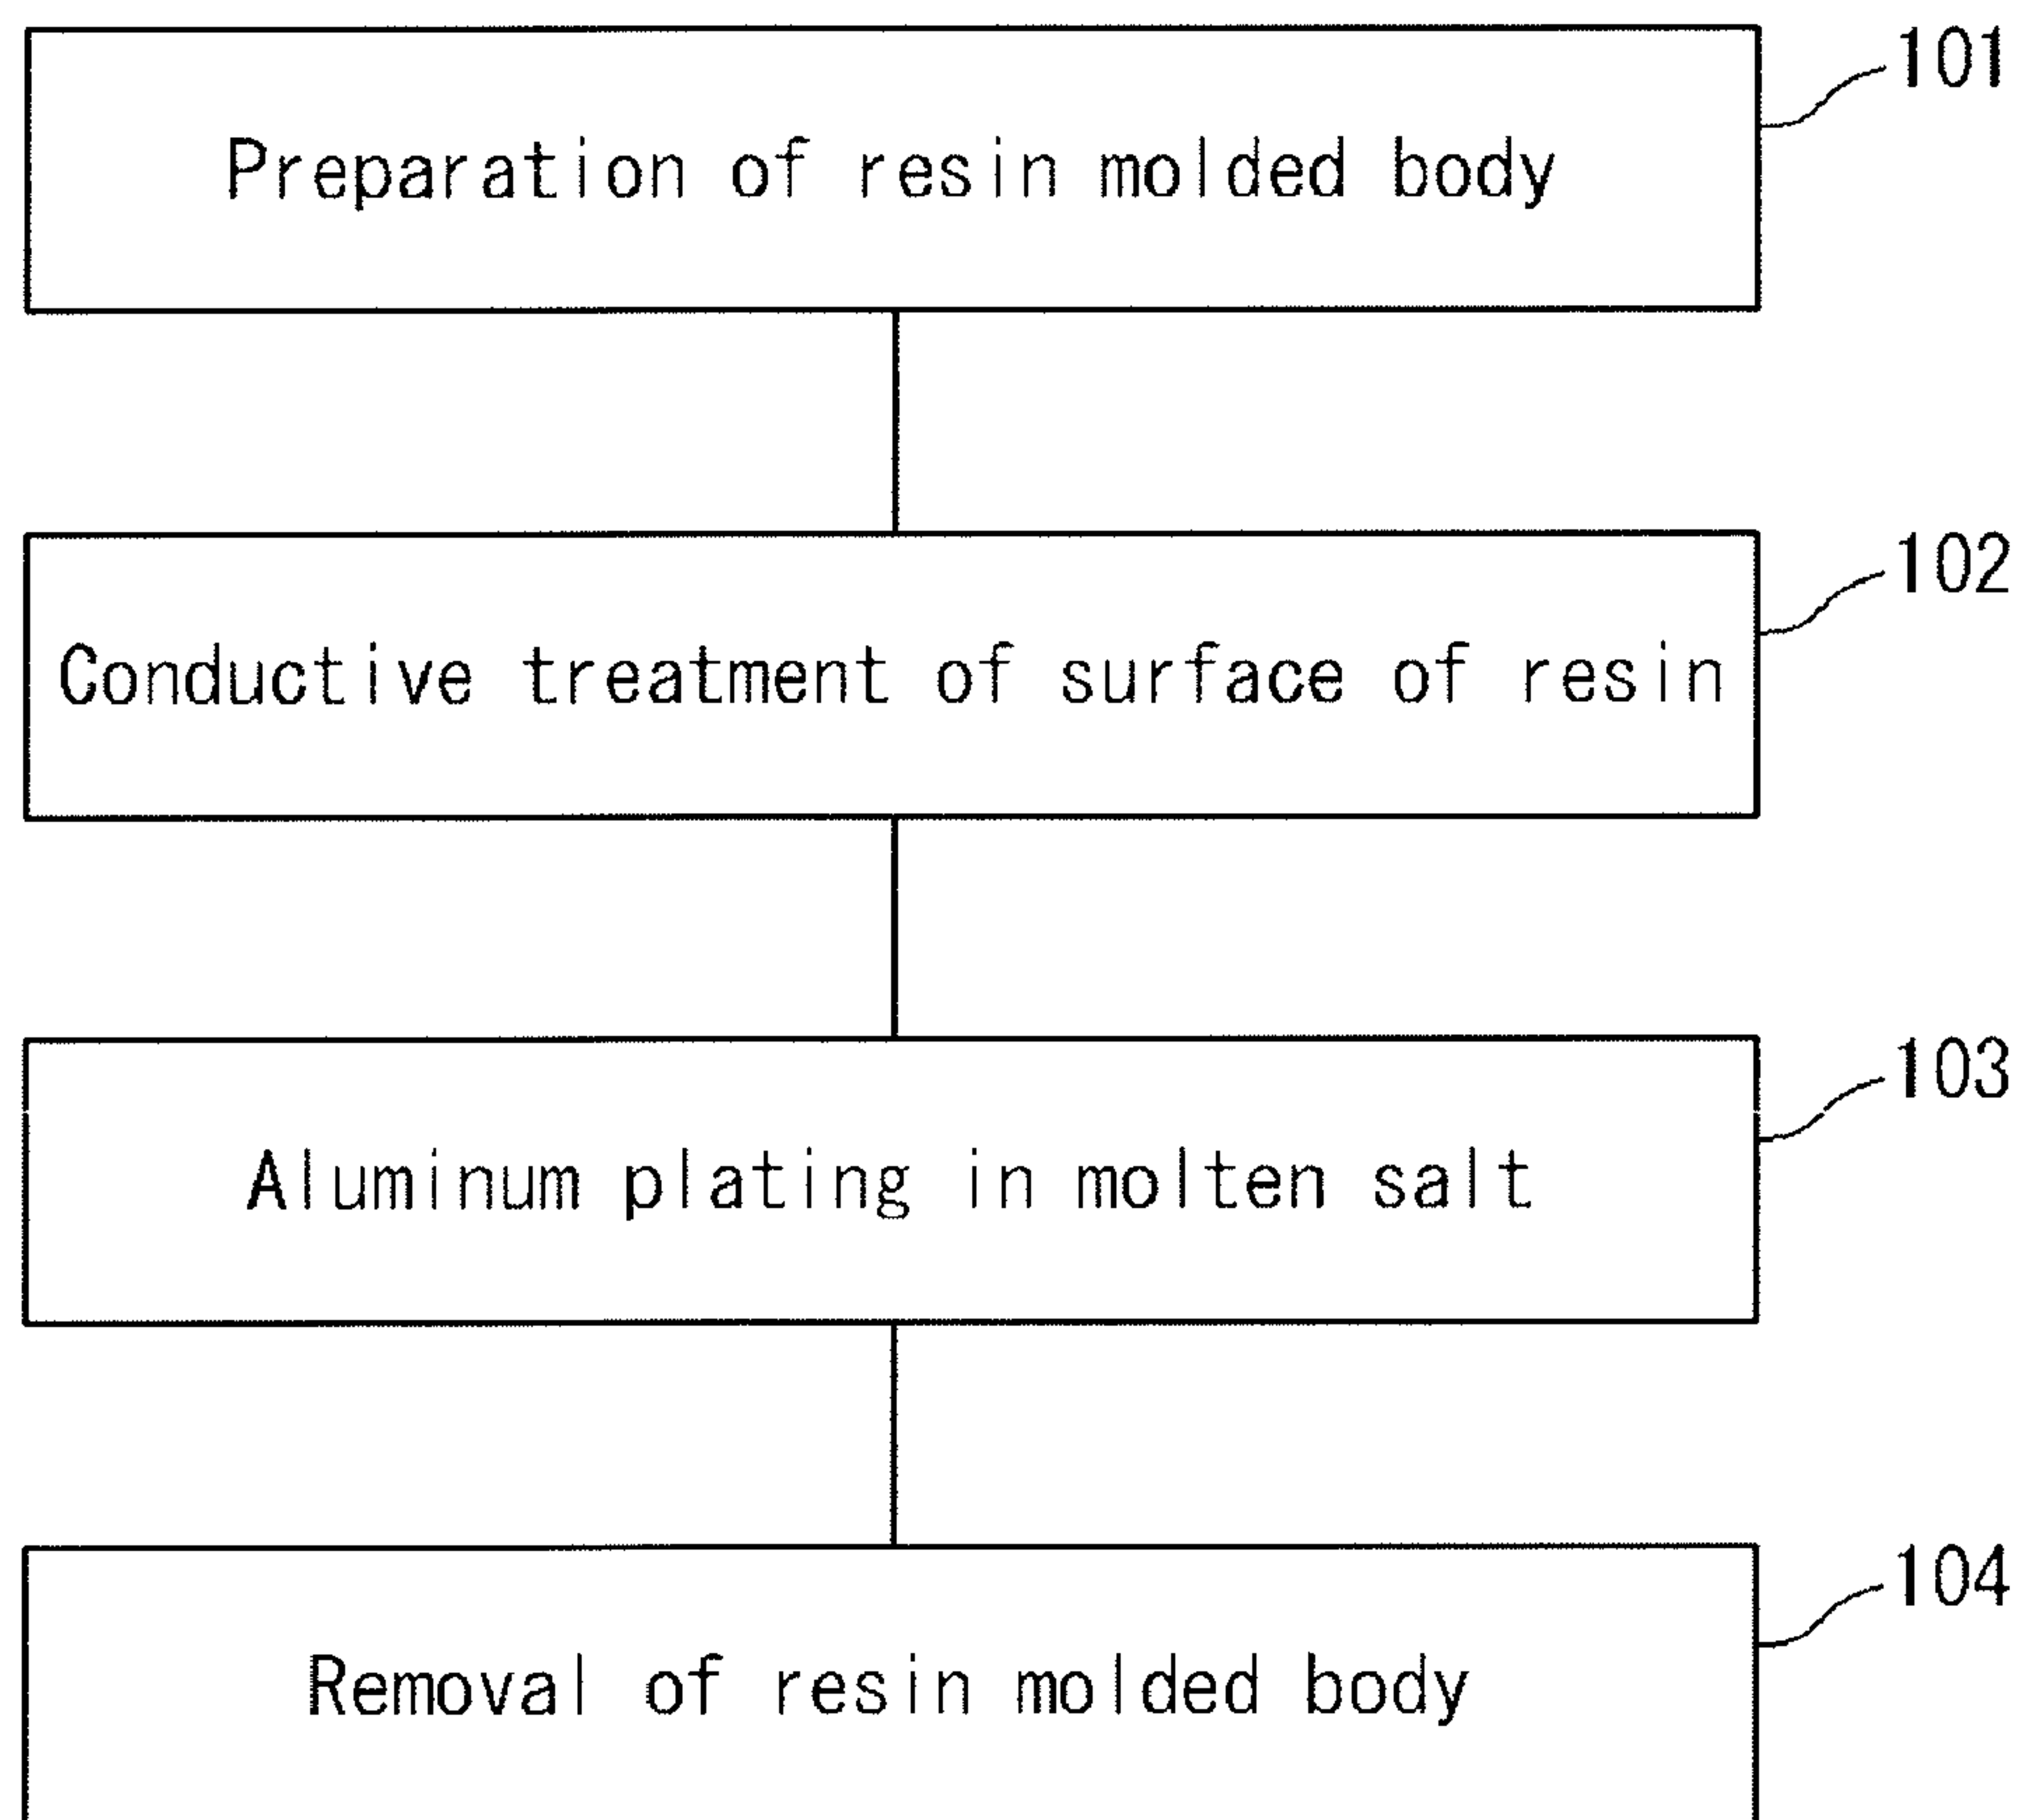 101
Preparation of resin molded body
102
Conductive treatment of surface of resin
103
Aluminum plating in molten salt
104
Removal of resin molded body